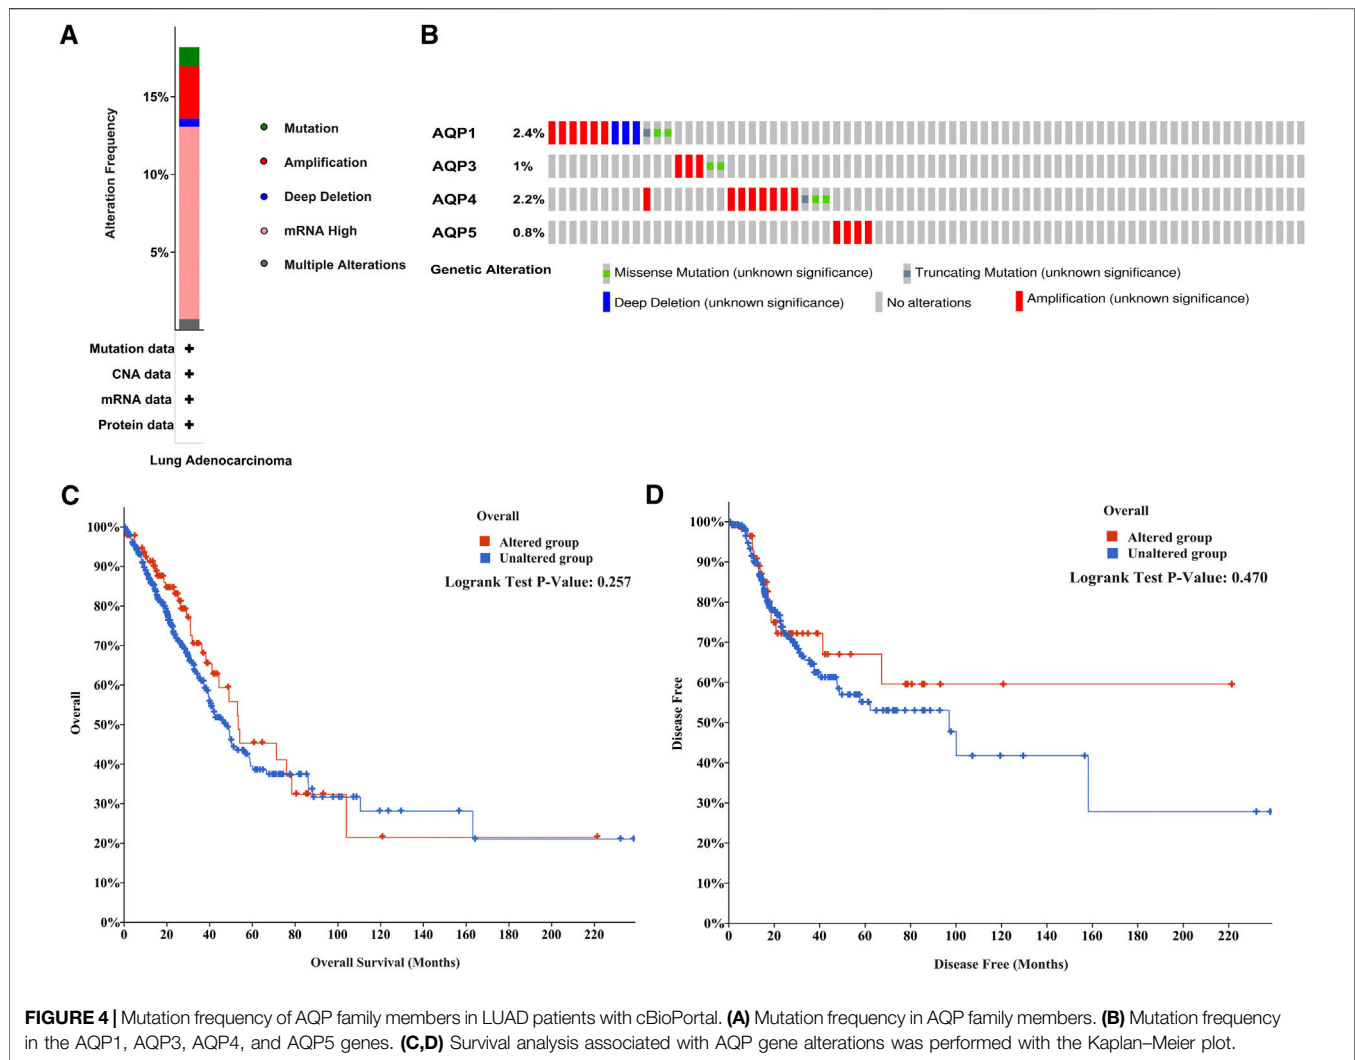 A
B
15%
10%
5%
Alteration Frequency
Mutation
Amplification
Deep Deletion
mRNA High
Multiple Alterations
Mutation data +
CNA data +
mRNA data +
Protein data +
Lung Adenocarcinoma
AQP1 2.4%
AQP3 1%
AQP4 2.2%
AQP5 0.8%
Genetic Alteration
Missense Mutation (unknown significance)
Truncating Mutation (unknown significance)
Deep Deletion (unknown significance)
No alterations
Amplification (unknown significance)
C
Overall
Altered group
Unaltered group
Logrank Test P-Value: 0.257
100%
90%
80%
70%
60%
50%
40%
30%
20%
10%
0%
Overall
0 20 40 60 80 100 120 140 160 180 200 220
Overall Survival (Months)
D
Overall
Altered group
Unaltered group
Logrank Test P-Value: 0.470
100%
90%
80%
70%
60%
50%
40%
30%
20%
10%
0%
Disease Free
0 20 40 60 80 100 120 140 160 180 200 220
Disease Free (Months)
FIGURE 4 | Mutation frequency of AQP family members in LUAD patients with cBioPortal. (A) Mutation frequency in AQP family members. (B) Mutation frequency
in the AQP1, AQP3, AQP4, and AQP5 genes. (C,D) Survival analysis associated with AQP gene alterations was performed with the Kaplan–Meier plot.